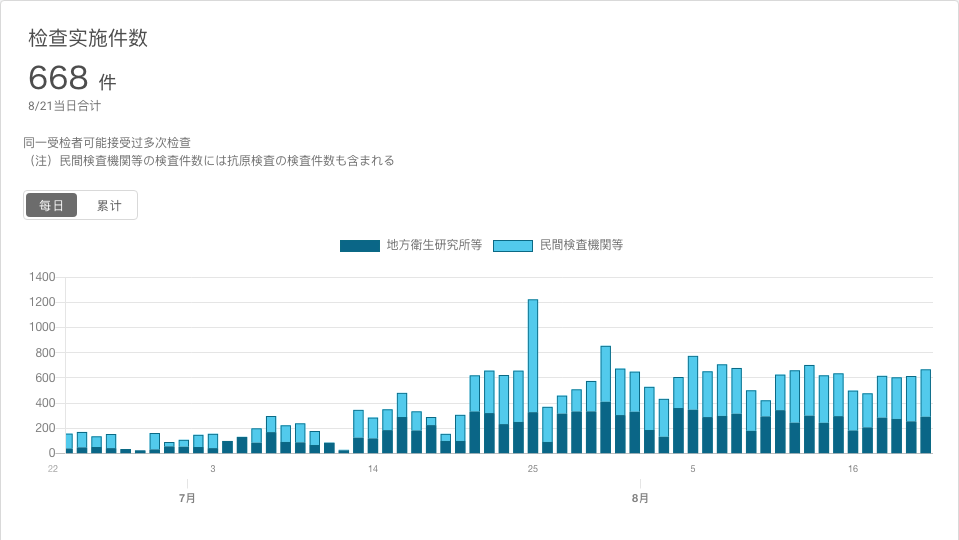 检查实施件数
668 件
8/21当日合计
同一受检者可能接受过多次检查
（注）民間検査機関等の検査件数には抗原検査の検査件数も含まれる
每日 累计
地方衛生研究所等 民間検査機関等
1400
1200
1000
800
600
400
200
0
22 3 14 25 5 16
7月 8月